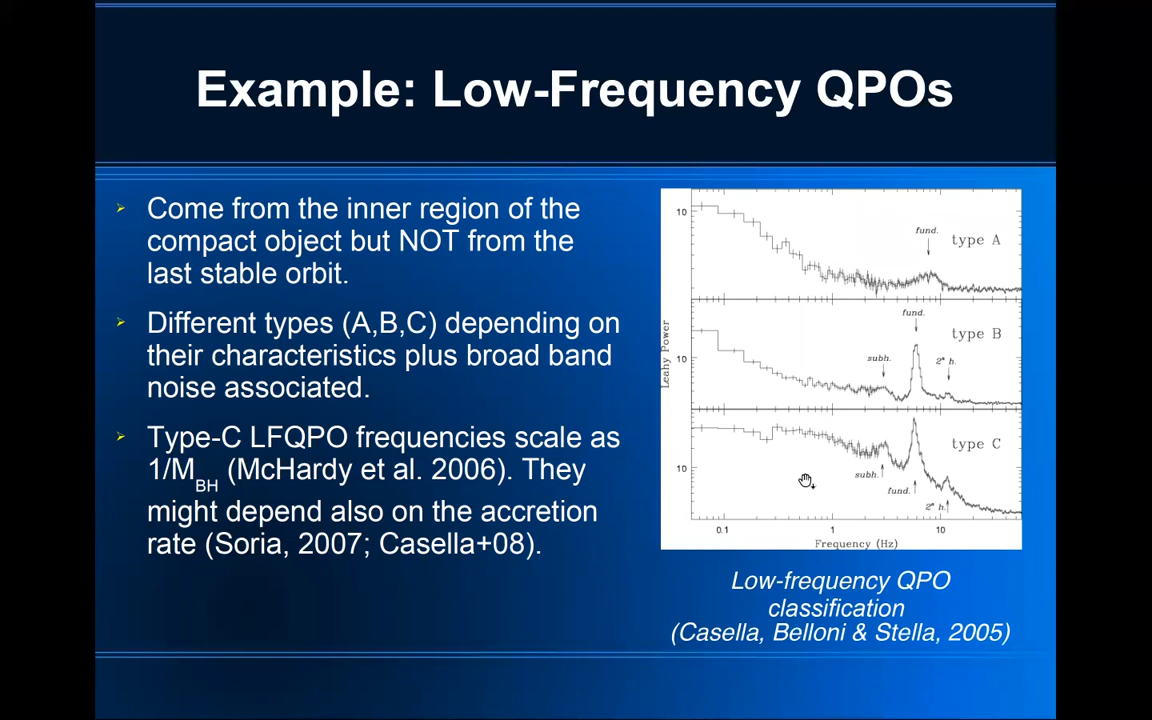 Example: Low-Frequency QPOs
Come from the inner region of the
compact object but NOT from the
last stable orbit.
Different types (A,B,C) depending on
their characteristics plus broad band
noise associated.
Type-C LFQPO frequencies scale as
1/MBH (McHardy et al. 2006). They
might depend also on the accretion
rate (Soria, 2007; Casella+08).
10
fund.
type A
Leahy Power
10
fund.
type B
subh.
2nd h.
10
type C
subh.
fund.
2nd h.
0.1 1 10
Frequency (Hz)
Low-frequency QPO
classification
(Casella, Belloni & Stella, 2005)